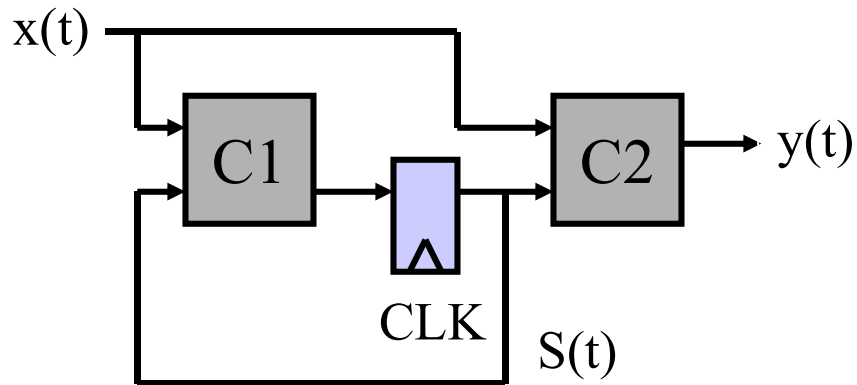 x(t)
C1
C2
y(t)
CLK
S(t)